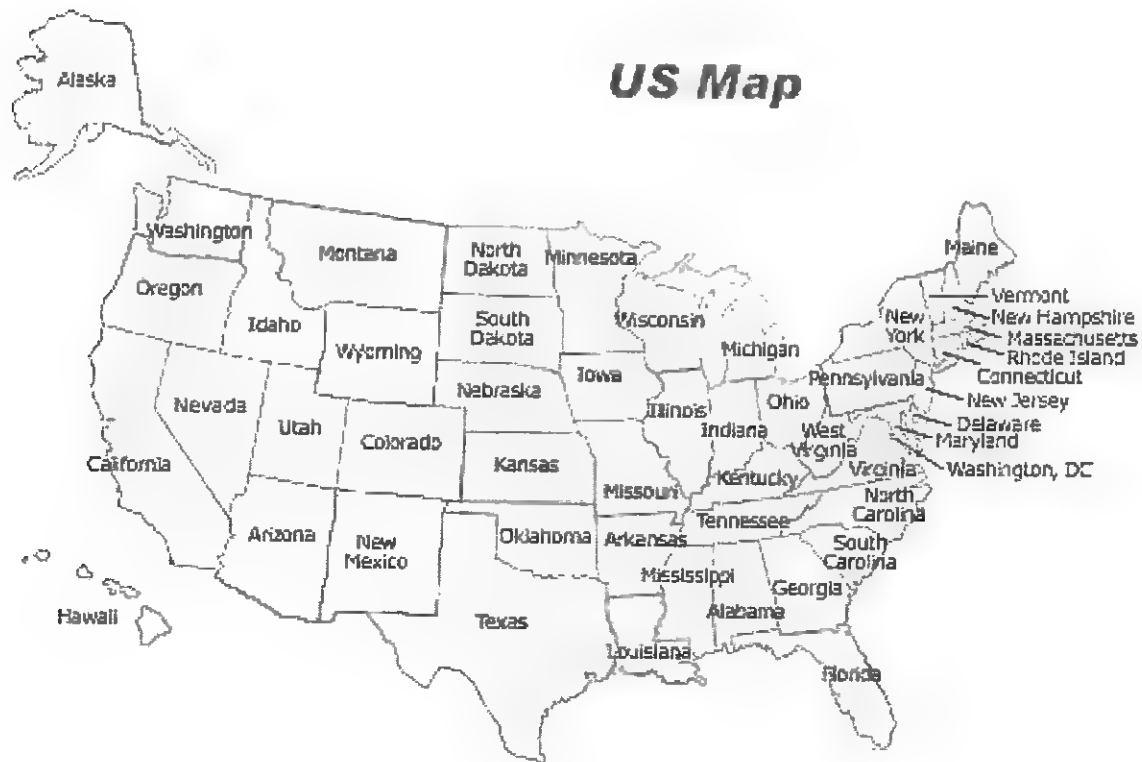 US Map
Alaska
Washington
Montana
North
Dakota
Minnesota
Maine
Oregon
Idaho
Wyoming
South
Dakota
Wisconsin
Michigan
New
York
Vermont
New Hampshire
Massachusetts
Rhode Island
Connecticut
New Jersey
Delaware
Maryland
Washington, DC
Nevada
Utah
Colorado
Nebraska
Iowa
Illinois
Indiana
Ohio
Pennsylvania
West
Virginia
Virginia
California
Kansas
Missouri
Kentucky
North
Carolina
Arizona
New
Mexico
Oklahoma
Arkansas
Tennessee
South
Carolina
Hawaii
Texas
Louisiana
Mississippi
Alabama
Georgia
Florida